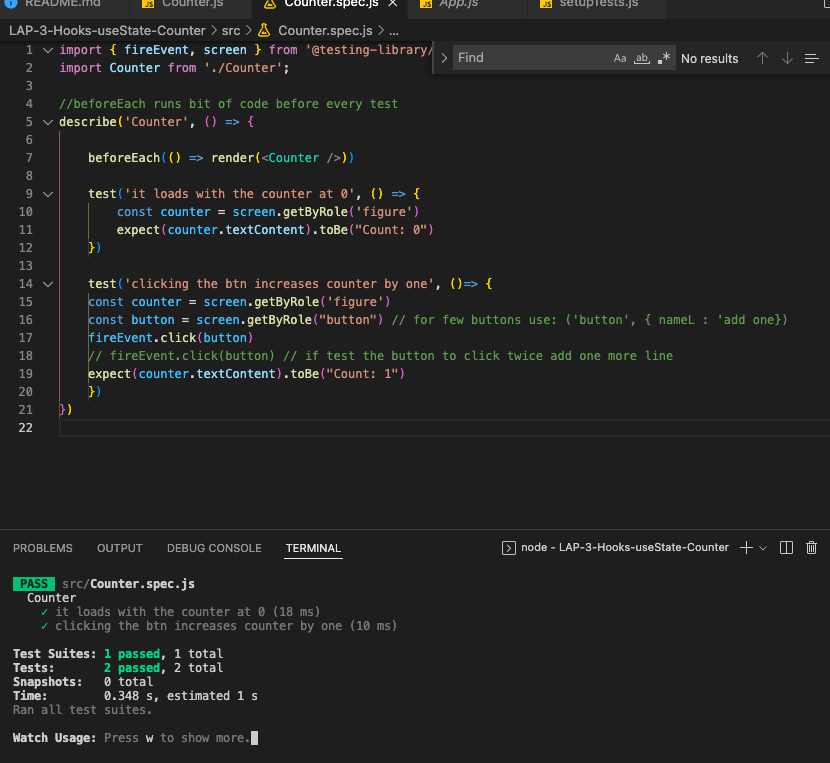 README.md
JS Counter.js
Counter.spec.js
JS App.js
JS setupTests.js
LAP-3-Hooks-useState-Counter > src > Counter.spec.js > ...
1 import { fireEvent, screen } from '@testing-library/
Find
Aa ab .* No results
2 import Counter from './Counter';
3
4 //beforeEach runs bit of code before every test
5 describe('Counter', () => {
6
7 beforeEach(() => render(<Counter />))
8
9 test('it loads with the counter at 0', () => {
10 const counter = screen.getByRole('figure')
11 expect(counter.textContent).toBe("Count: 0")
12 })
13
14 test('clicking the btn increases counter by one', ()=> {
15 const counter = screen.getByRole('figure')
16 const button = screen.getByRole("button") // for few buttons use: ('button', { nameL : 'add one})
17 fireEvent.click(button)
18 // fireEvent.click(button) // if test the button to click twice add one more line
19 expect(counter.textContent).toBe("Count: 1")
20 })
21 })
22
PROBLEMS OUTPUT DEBUG CONSOLE TERMINAL
node - LAP-3-Hooks-useState-Counter
PASS src/Counter.spec.js
Counter
✓ it loads with the counter at 0 (18 ms)
✓ clicking the btn increases counter by one (10 ms)
Test Suites: 1 passed, 1 total
Tests: 2 passed, 2 total
Snapshots: 0 total
Time: 0.348 s, estimated 1 s
Ran all test suites.
Watch Usage: Press w to show more.